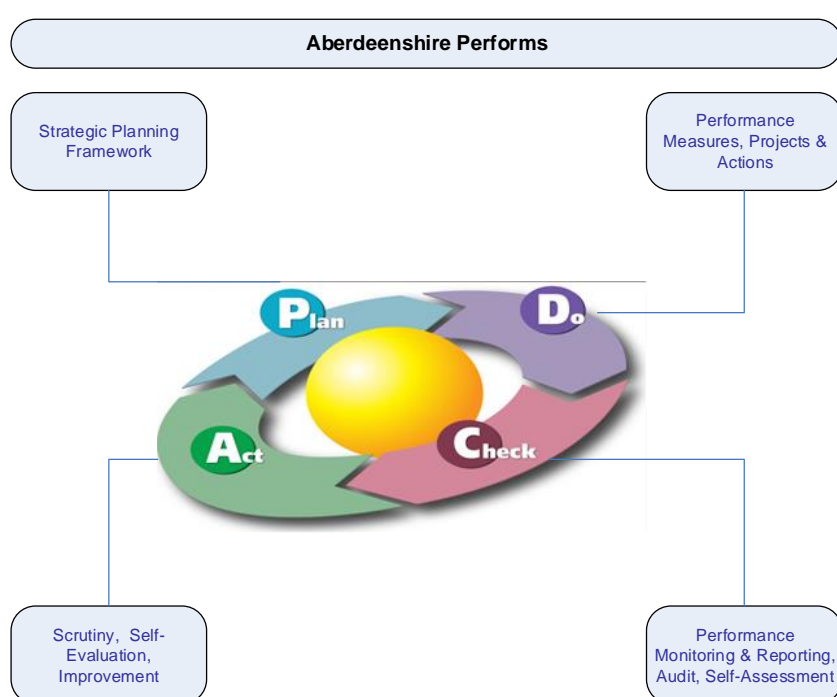 Aberdeenshire Performs
Strategic Planning
Framework
Performance
Measures, Projects &
Actions
Plan
Do
Act
Check
Scrutiny, Self-
Evaluation,
Improvement
Performance
Monitoring & Reporting,
Audit, Self-Assessment